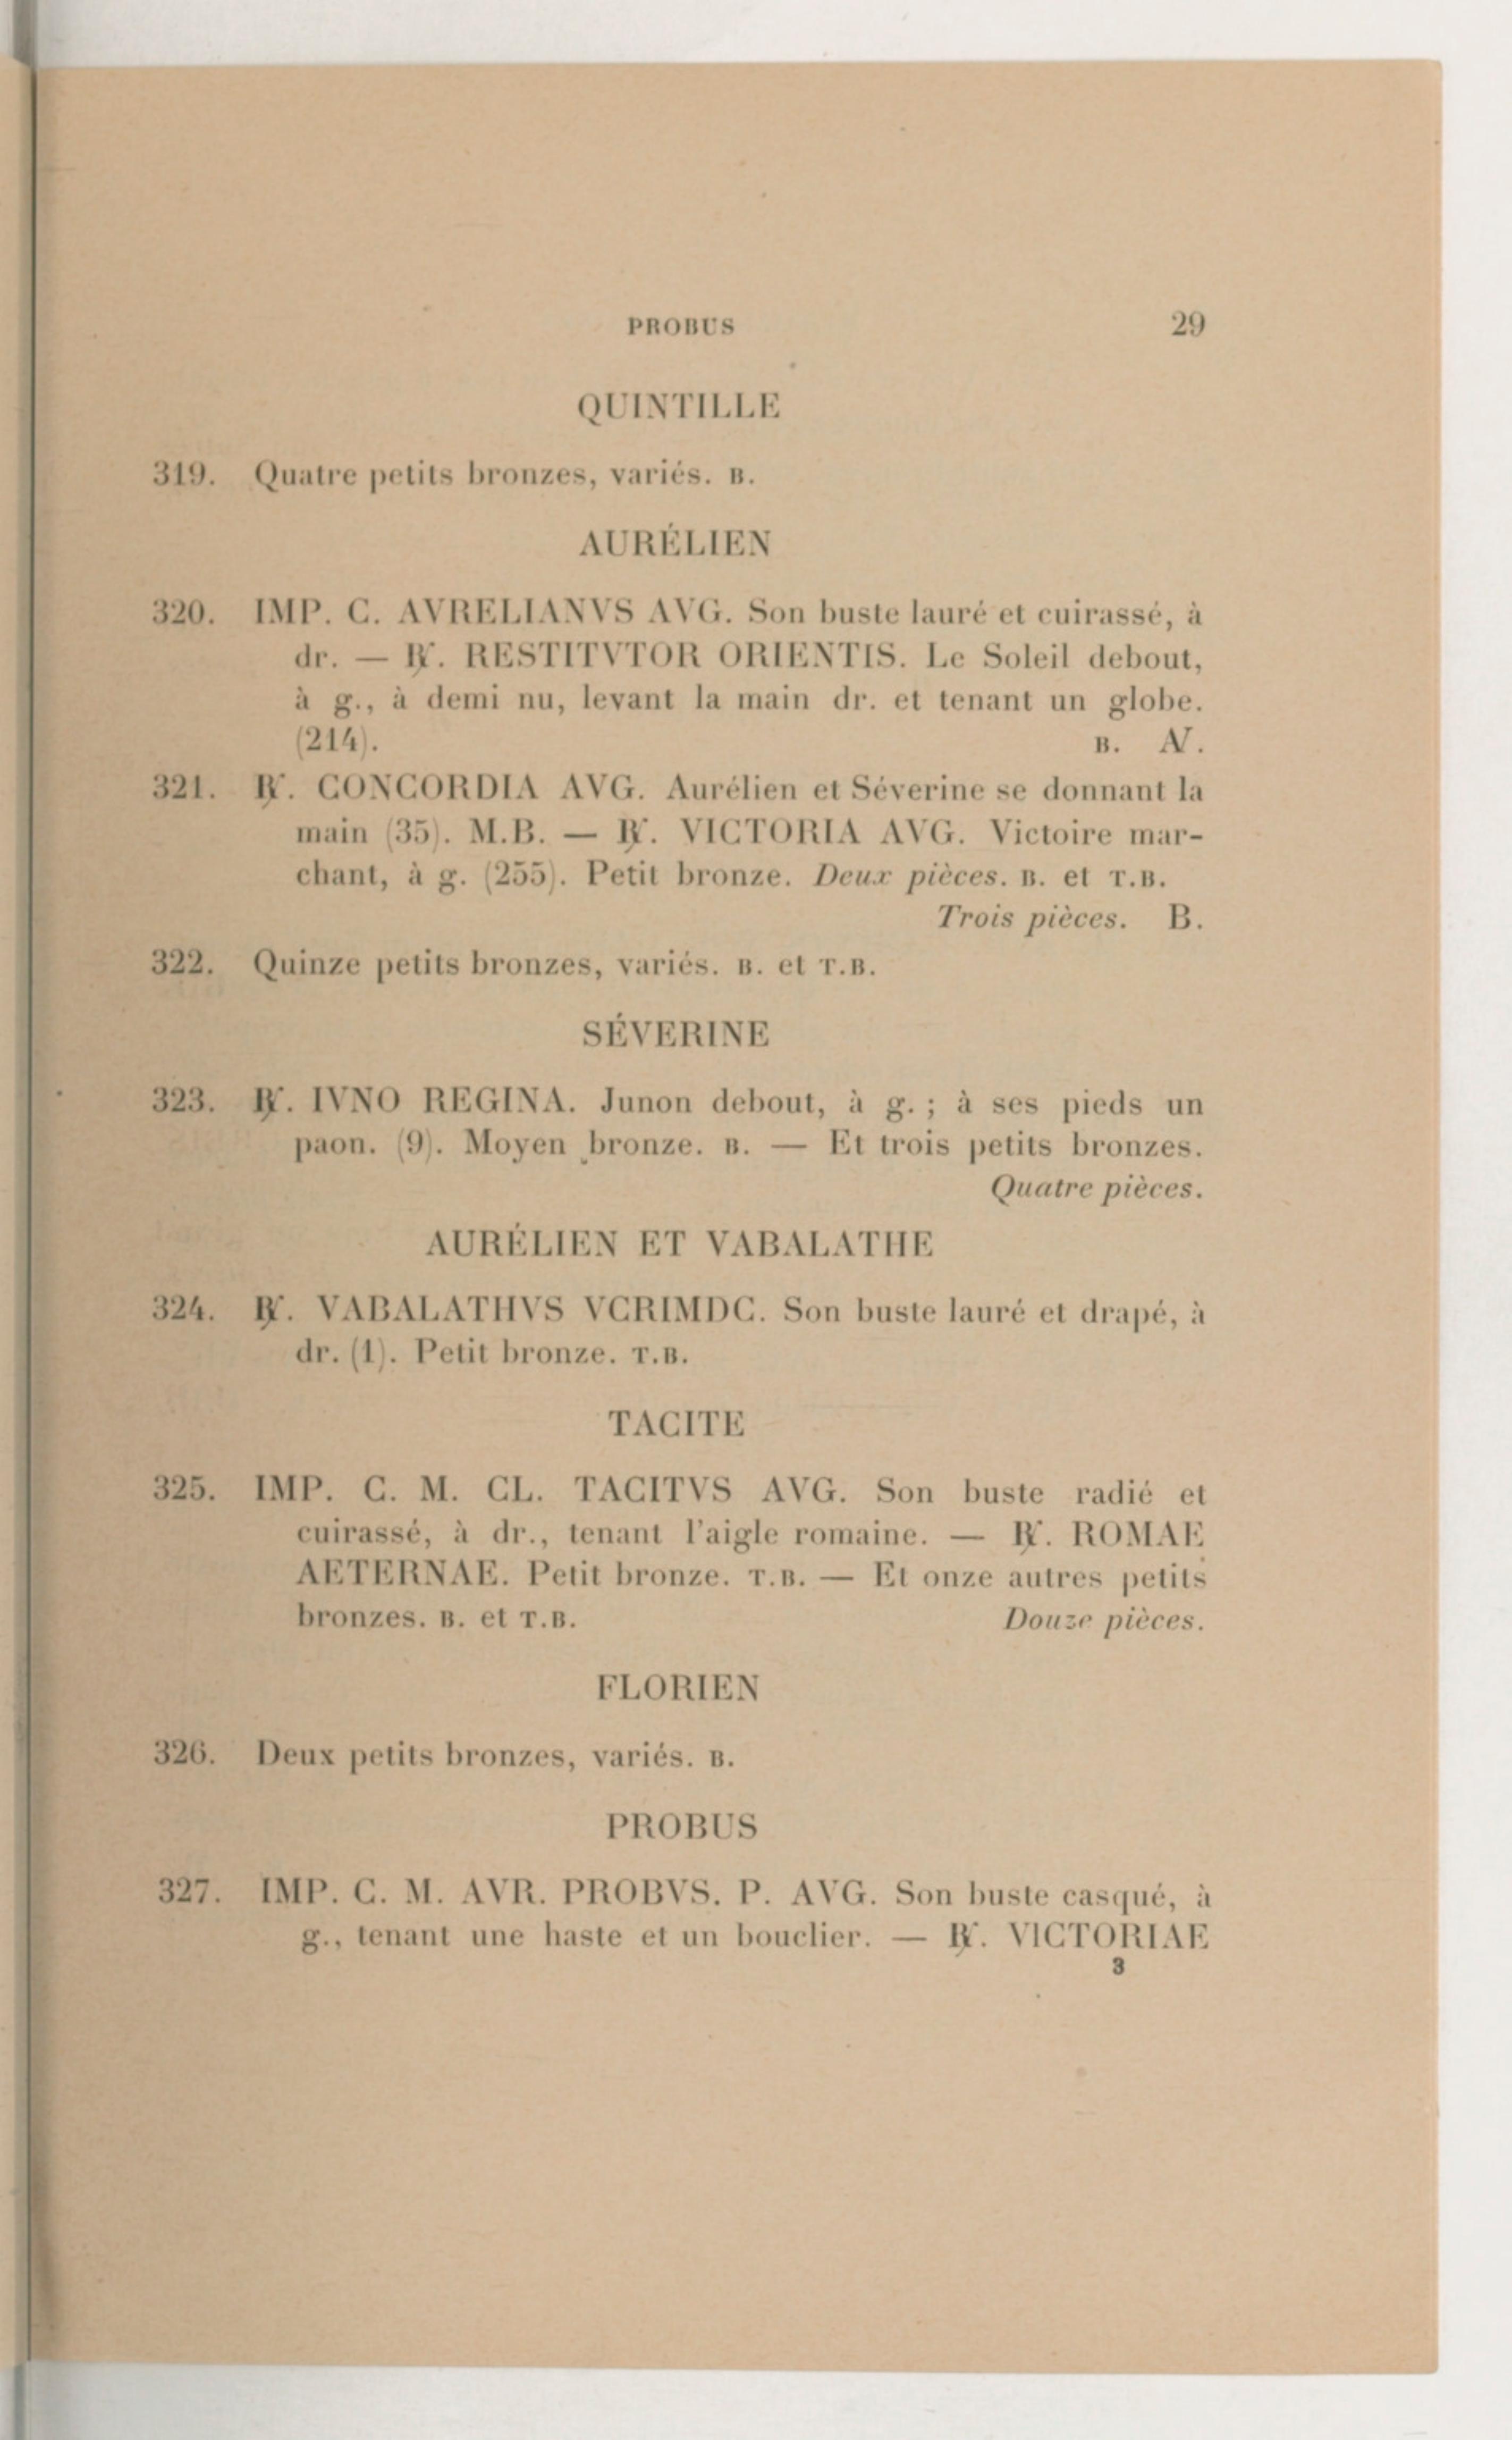 PROBUS 29
QUINTILLE
319. Quatre petits bronzes, variés. B.
AURÉLIEN
320. IMP. C. AVRELIANVS AVG. Son buste lauré et cuirassé, à
dr. — ꝶ. RESTITVTOR ORIENTIS. Le Soleil debout,
à g., à demi nu, levant la main dr. et tenant un globe.
(214). B. N.
321. ꝶ. CONCORDIA AVG. Aurélien et Séverine se donnant la
main (35). M.B. — ꝶ. VICTORIA AVG. Victoire mar-
chant, à g. (255). Petit bronze. Deux pièces. B. et T.B.
Trois pièces. B.
322. Quinze petits bronzes, variés. B. et T.B.
SÉVERINE
323. ꝶ. IVNO REGINA. Junon debout, à g. ; à ses pieds un
paon. (9). Moyen bronze. B. — Et trois petits bronzes.
Quatre pièces.
AURÉLIEN ET VABALATHE
324. ꝶ. VABALATHVS VCRIMDC. Son buste lauré et drapé, à
dr. (1). Petit bronze. T.B.
TACITE
325. IMP. C. M. CL. TACITVS AVG. Son buste radié et
cuirassé, à dr., tenant l'aigle romaine. — ꝶ. ROMAE
AETERNAE. Petit bronze. T.B. — Et onze autres petits
bronzes. B. et T.B. Douze pièces.
FLORIEN
326. Deux petits bronzes, variés. B.
PROBUS
327. IMP. C. M. AVR. PROBVS. P. AVG. Son buste casqué, à
g., tenant une haste et un bouclier. — ꝶ. VICTORIAE
3